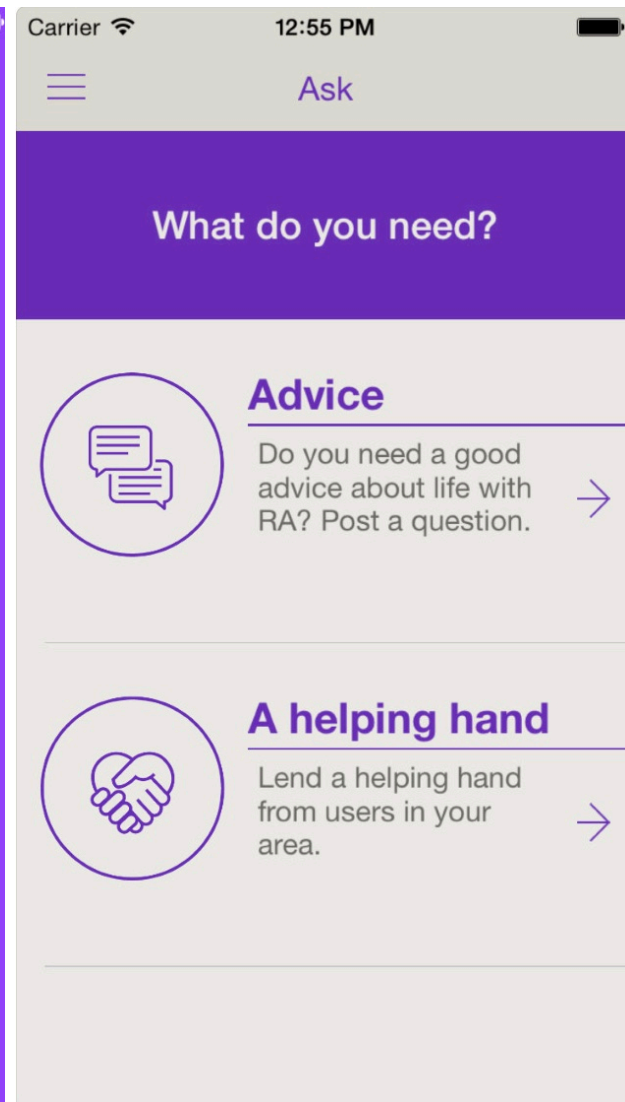 Carrier 12:55 PM
Ask
What do you need?
Advice
Do you need a good
advice about life with
RA? Post a question.
A helping hand
Lend a helping hand
from users in your
area.